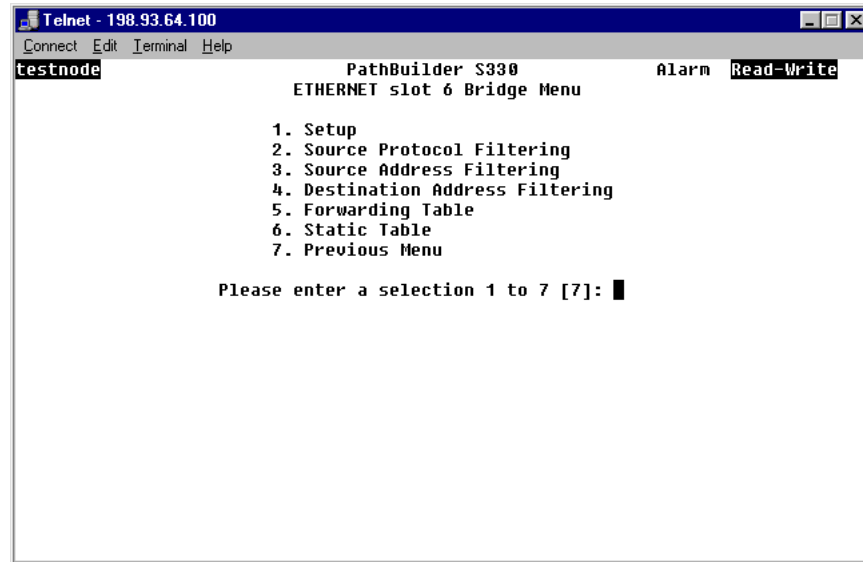 Telnet - 198.93.64.100
Connect Edit Terminal Help
testnode PathBuilder S330 Alarm Read-Write
ETHERNET slot 6 Bridge Menu
1. Setup
2. Source Protocol Filtering
3. Source Address Filtering
4. Destination Address Filtering
5. Forwarding Table
6. Static Table
7. Previous Menu
Please enter a selection 1 to 7 [7]: